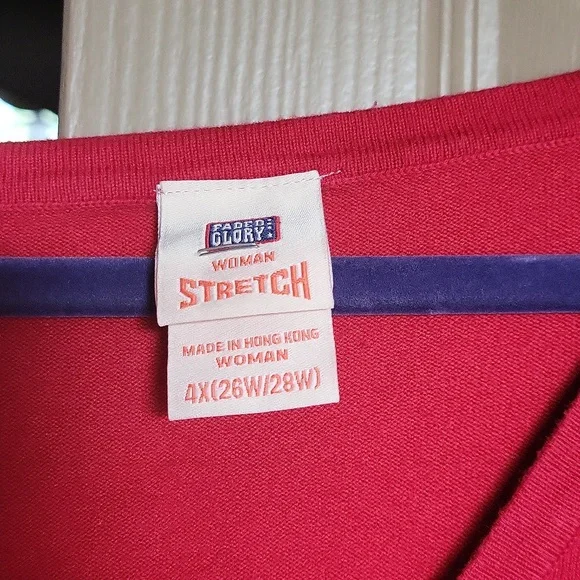 FADED
GLORY
WOMAN
STRETCH
MADE IN HONG KONG
WOMAN
4X(26W/28W)